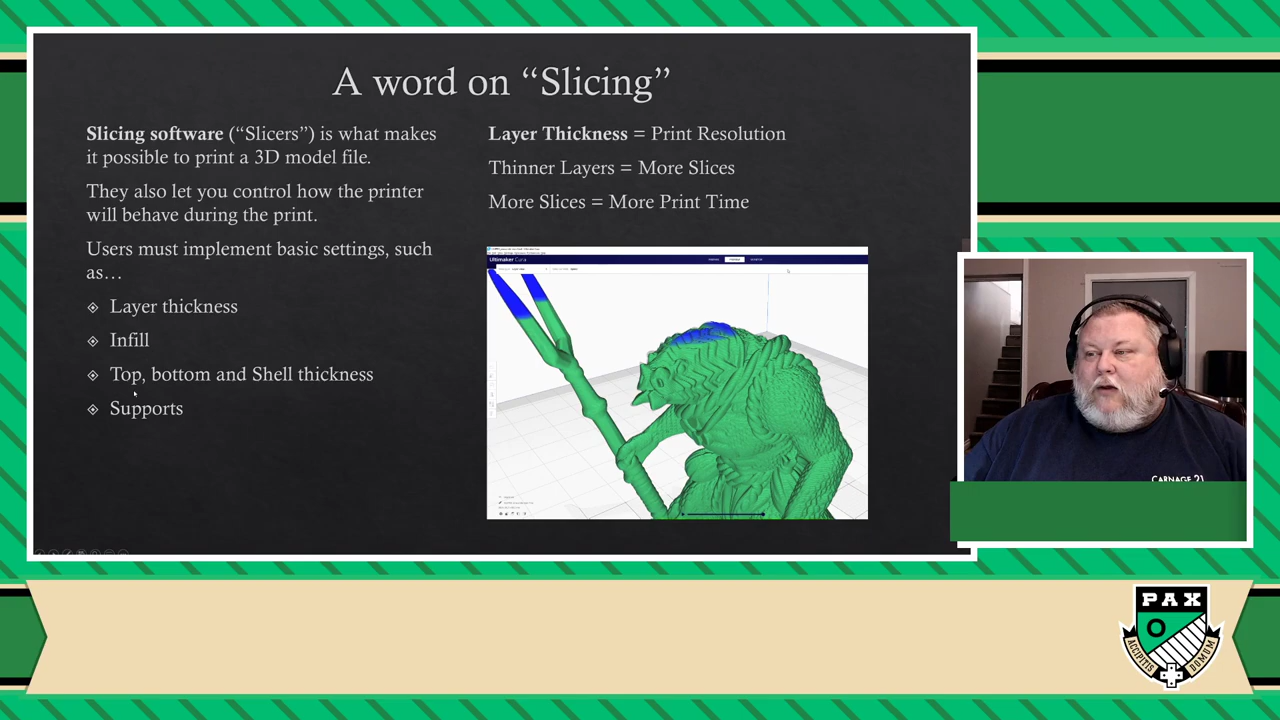 A word on “Slicing”
Slicing software (“Slicers”) is what makes
it possible to print a 3D model file.
They also let you control how the printer
will behave during the print.
Users must implement basic settings, such
as…
Layer thickness
Infill
Top, bottom and Shell thickness
Supports
Layer Thickness = Print Resolution
Thinner Layers = More Slices
More Slices = More Print Time
Ultimaker Cura
CARNAGE 21
PAX
ACCIPITIS DOMUM